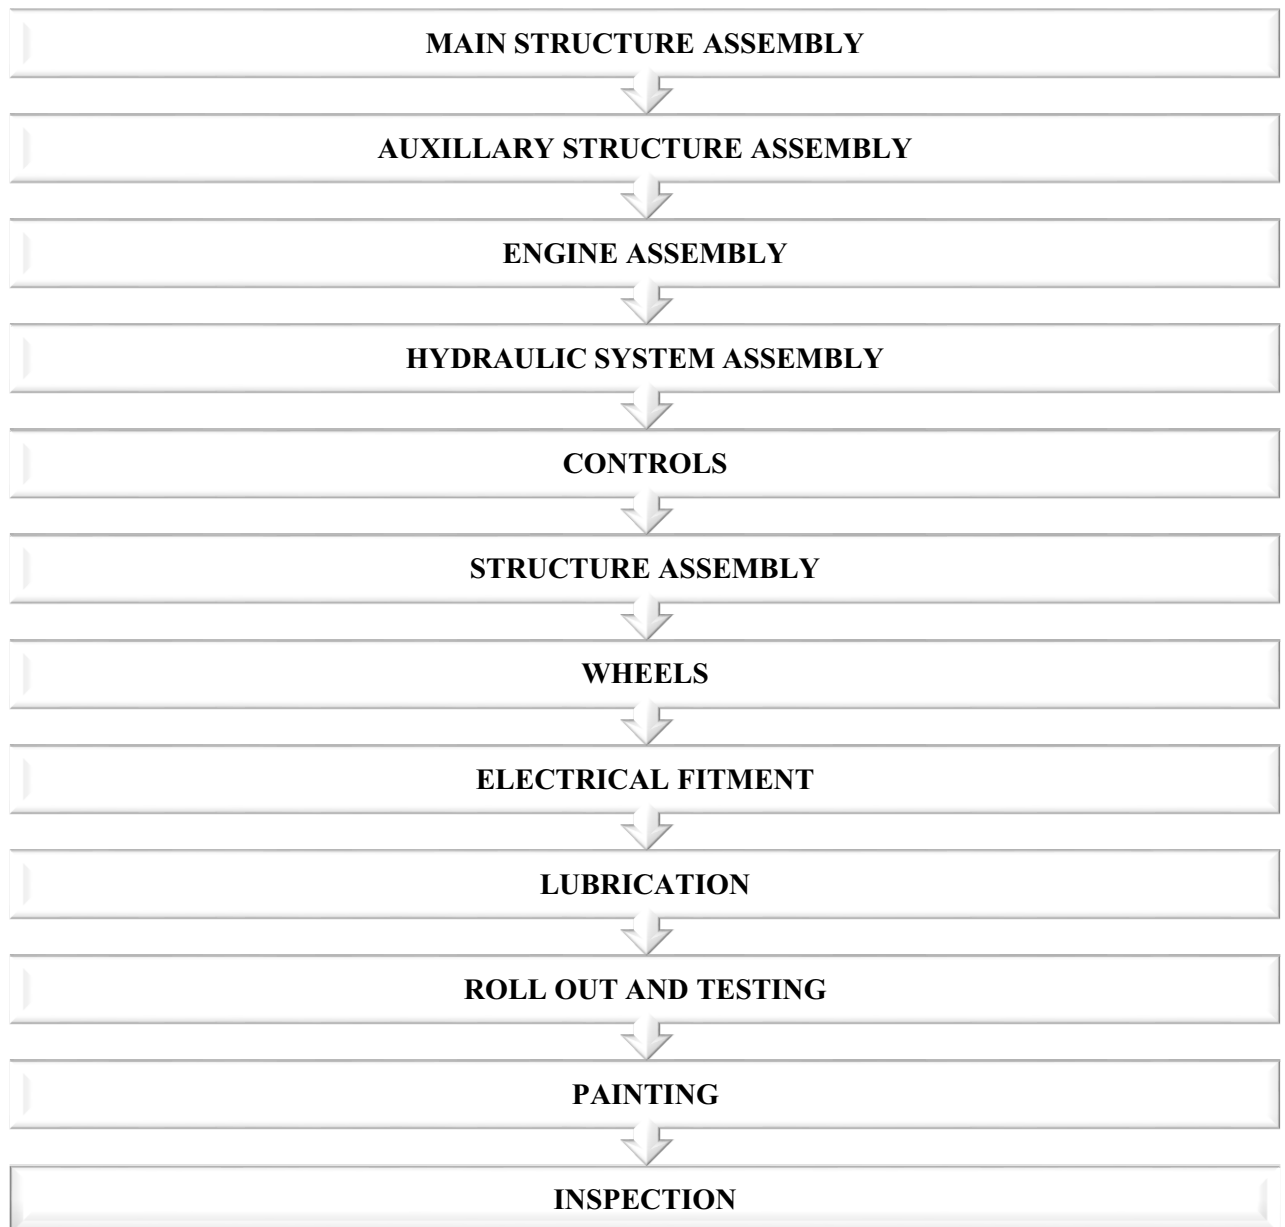 MAIN STRUCTURE ASSEMBLY
AUXILLARY STRUCTURE ASSEMBLY
ENGINE ASSEMBLY
HYDRAULIC SYSTEM ASSEMBLY
CONTROLS
STRUCTURE ASSEMBLY
WHEELS
ELECTRICAL FITMENT
LUBRICATION
ROLL OUT AND TESTING
PAINTING
INSPECTION